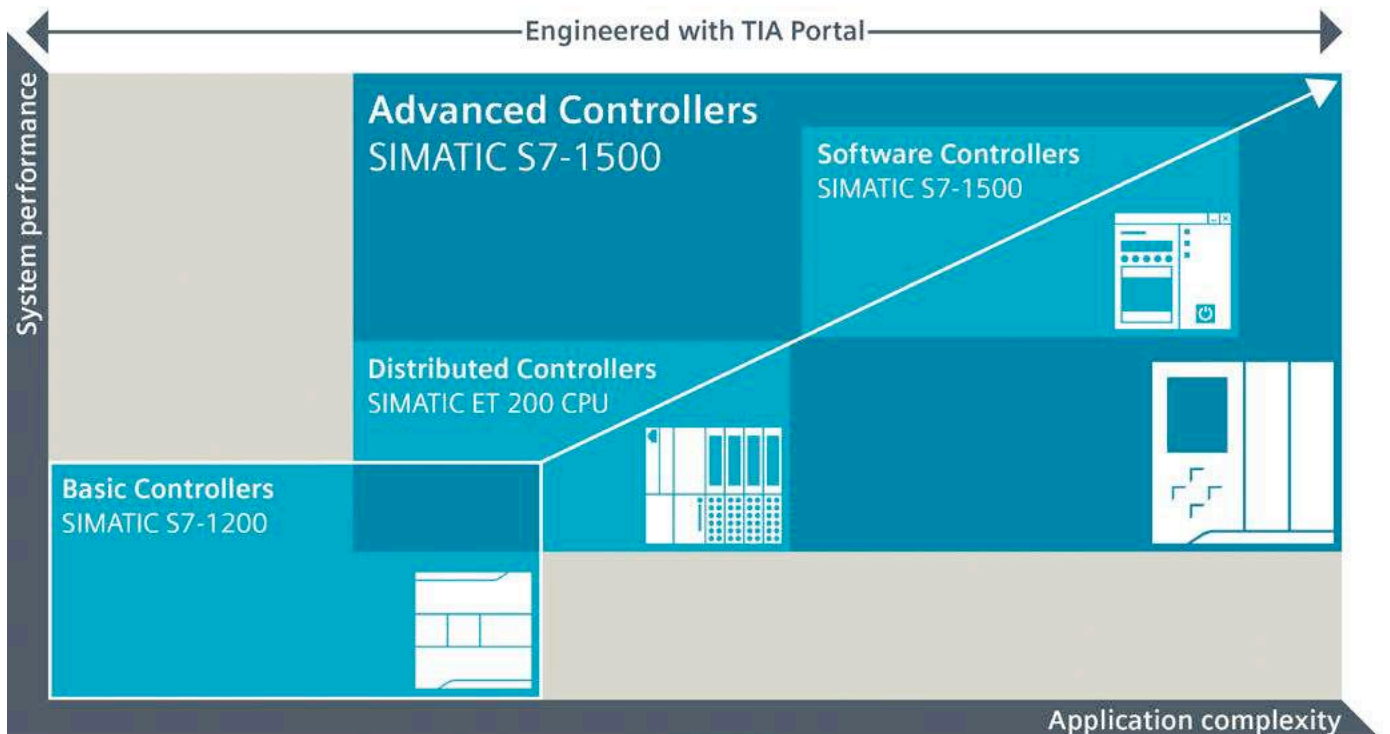 Engineered with TIA Portal
System performance
Advanced Controllers
SIMATIC S7-1500
Software Controllers
SIMATIC S7-1500
Distributed Controllers
SIMATIC ET 200 CPU
Basic Controllers
SIMATIC S7-1200
Application complexity